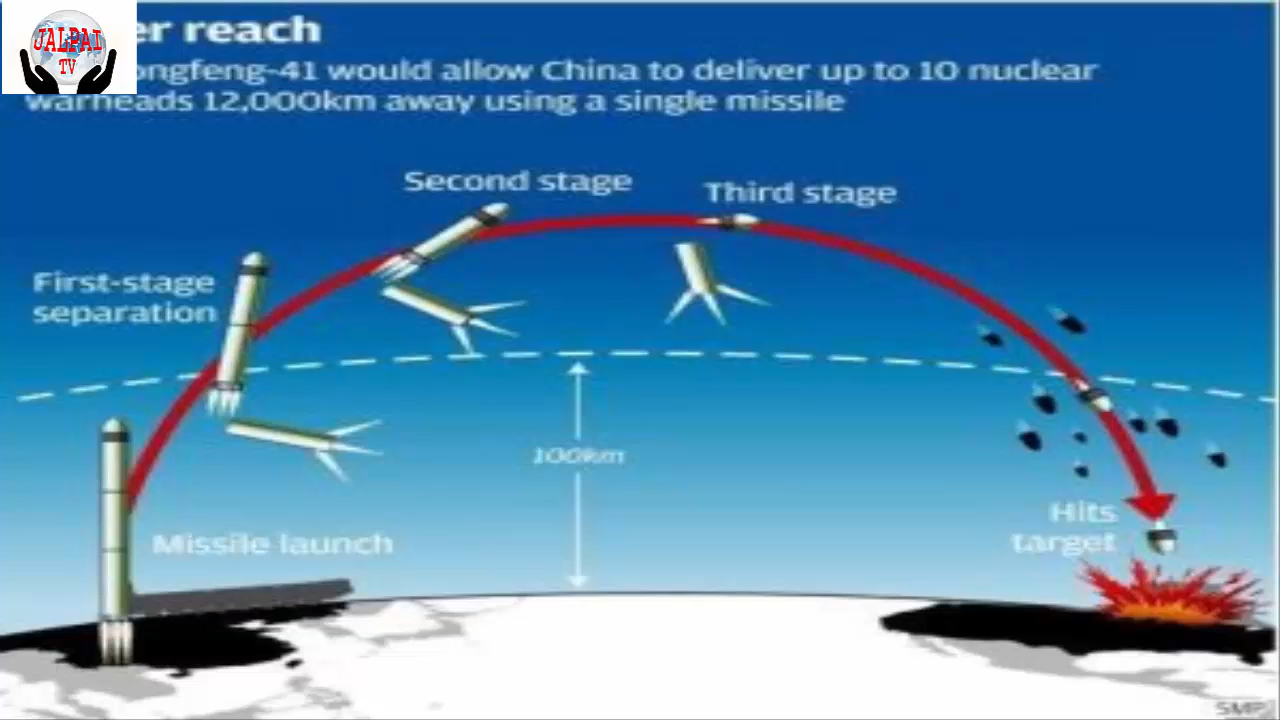 JALPAI
TV
er reach
ongfeng-41 would allow China to deliver up to 10 nuclear
warheads 12,000km away using a single missile
Second stage
Third stage
First-stage
separation
100km
Missile launch
Hits
target
SMP